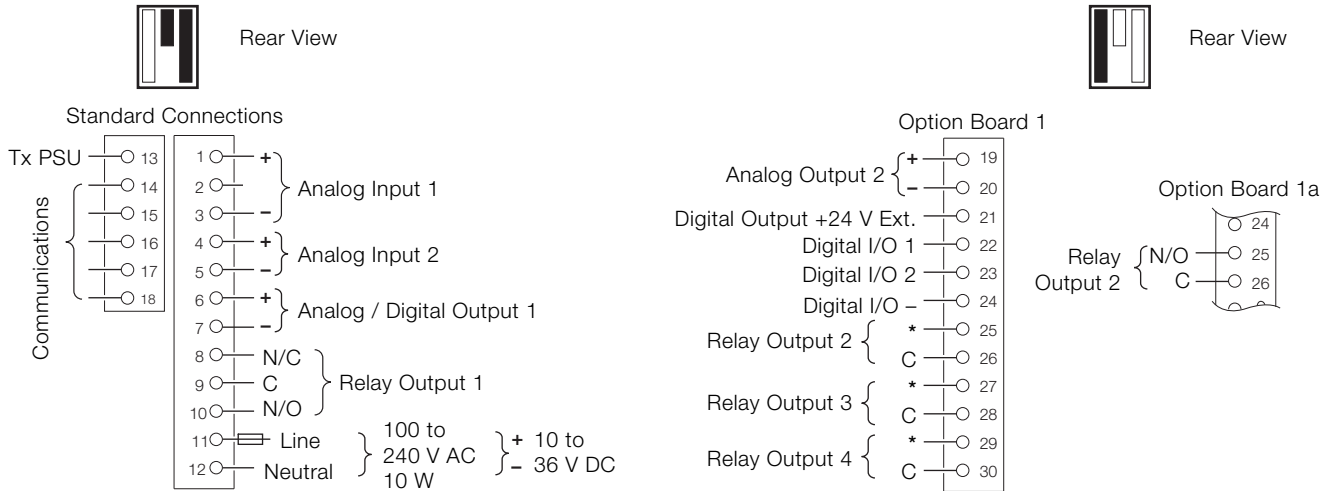 Rear View
Standard Connections
Tx PSU 13
14
15
16
17
18
Communications
1 +
2
3 –
Analog Input 1
4 +
5 –
Analog Input 2
6 +
7 –
Analog / Digital Output 1
8 N/C
9 C
10 N/O
Relay Output 1
11 Line
12 Neutral
100 to
240 V AC
10 W
+ 10 to
– 36 V DC
Rear View
Option Board 1
Analog Output 2
+ 19
– 20
Digital Output +24 V Ext. 21
Digital I/O 1 22
Digital I/O 2 23
Digital I/O – 24
Relay Output 2
* 25
C 26
Relay Output 3
* 27
C 28
Relay Output 4
* 29
C 30
Option Board 1a
24
Relay
Output 2
N/O 25
C 26